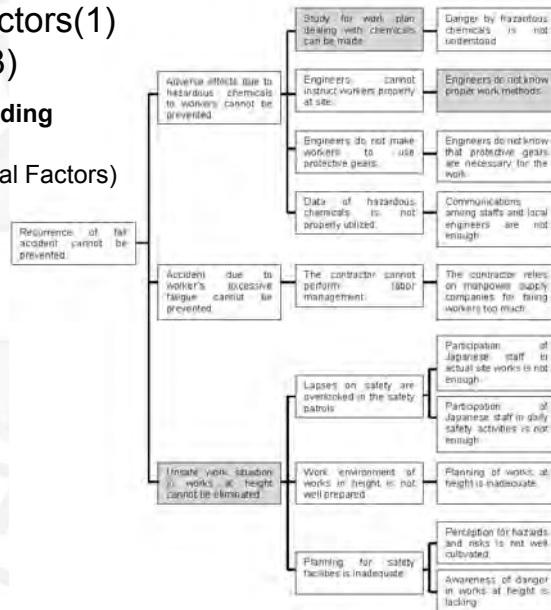 ctors(1)
3)
ding
al Factors)
Recurrence of fall
accident cannot be
prevented.
Adverse effects due to
hazardous chemicals
to workers cannot be
prevented.
Study for work plan
dealing with chemicals
can be made
Danger by hazardous
chemicals is not
understood
Engineers cannot
instruct workers properly
at site.
Engineers do not know
proper work methods.
Engineers do not make
workers to use
protective gears.
Engineers do not know
that protective gears
are necessary for the
work.
Data of hazardous
chemicals is not
properly utilized.
Communications
among staffs and local
engineers are not
enough
Accident due to
worker's excessive
fatigue cannot be
prevented.
The contractor cannot
perform labor
management.
The contractor relies
on manpower supply
companies for
workers too much
Unsafe work situation
in works at height
cannot be eliminated
Lapses on safety are
overlooked in the safety
patrols
Participation of
Japanese staff in
actual site works is not
enough
Participation of
Japanese staff in daily
safety activities is not
enough
Work environment of
works in height is not
well prepared
Planning of works at
height is inadequate.
Planning for safety
facilities is inadequate
Perception for hazards
and risks is not well
cultivated.
Awareness of danger
in works at height is
lacking.